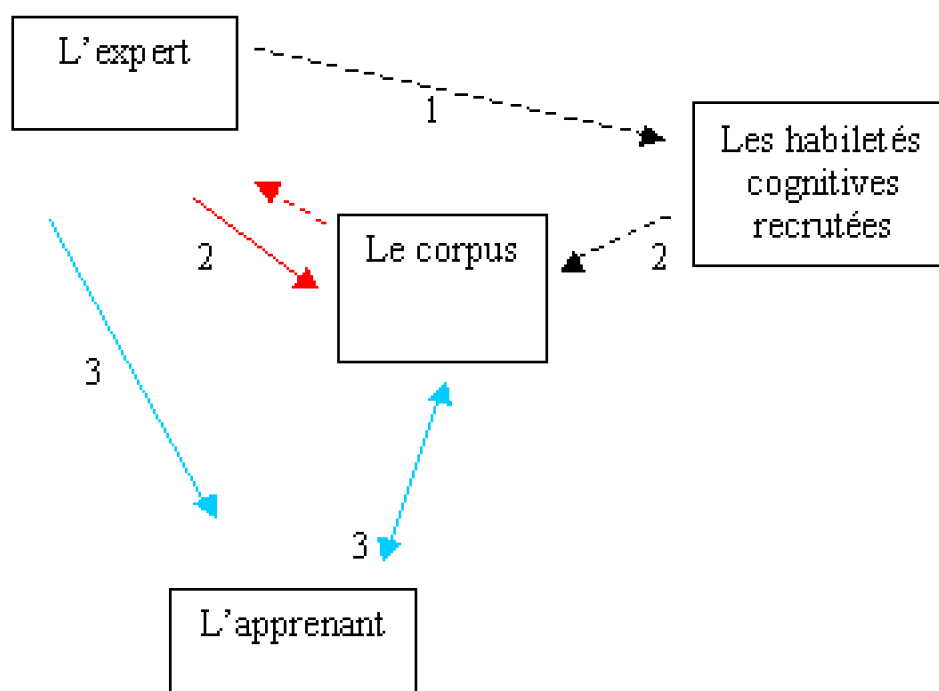 L'expert
1
Les habiletés
cognitives
recrutées
Le corpus
2
2
3
3
L'apprenant